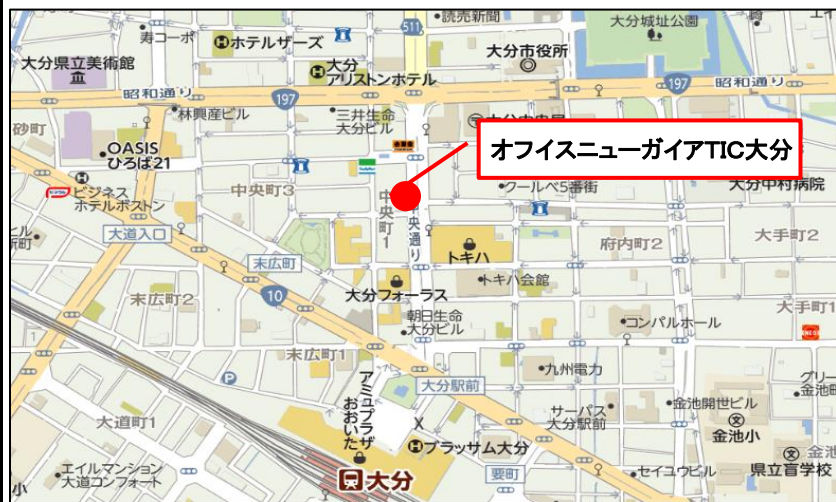 読売新聞
大分城址公園
寿コーポ
ホテルザーズ
511
大分市役所
大分県立美術館
大分
アリストンホテル
昭和通り
197
197
昭和通り
林興産ビル
三井生命
大分ビル
砂町
OASIS
ひろば21
オフイスニューガイアTIC大分
ビジネス
ホテルボストン
中央町3
中央町1
中央通り
クールベ5番街
大分中村病院
大道入口
末広町
トキハ
府内町2
大手町2
トキハ会館
末広町2
10
大分フォーラス
朝日生命
大分ビル
コンパルホール
大手町1
末広町1
大分駅前
九州電力
P
アミュプラザ
おおいた
サーパス
大分駅前
金池開世ビル
金池小
大道町1
ブラッサム大分
エイルマンション
大道コンフォート
大分
要町
セイユウビル
県立盲学校